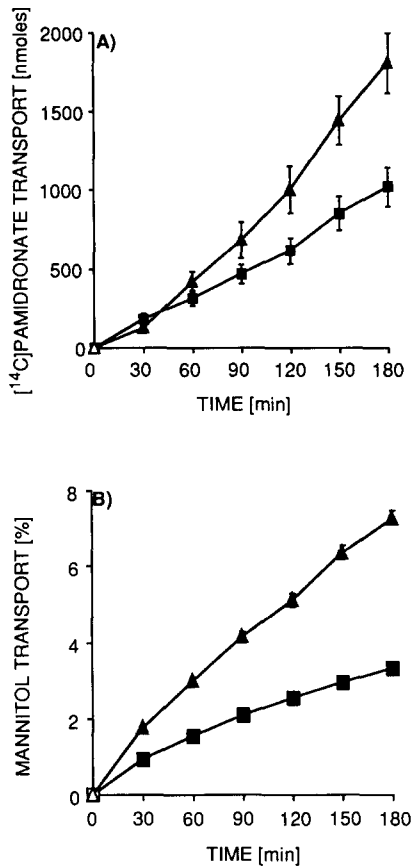 A)
[14C]PAMIDRONATE TRANSPORT [nmoles]
2000
1500
1000
500
0
0 30 60 90 120 150 180
TIME [min]
B)
MANNITOL TRANSPORT [%]
8
6
4
2
0
0 30 60 90 120 150 180
TIME [min]